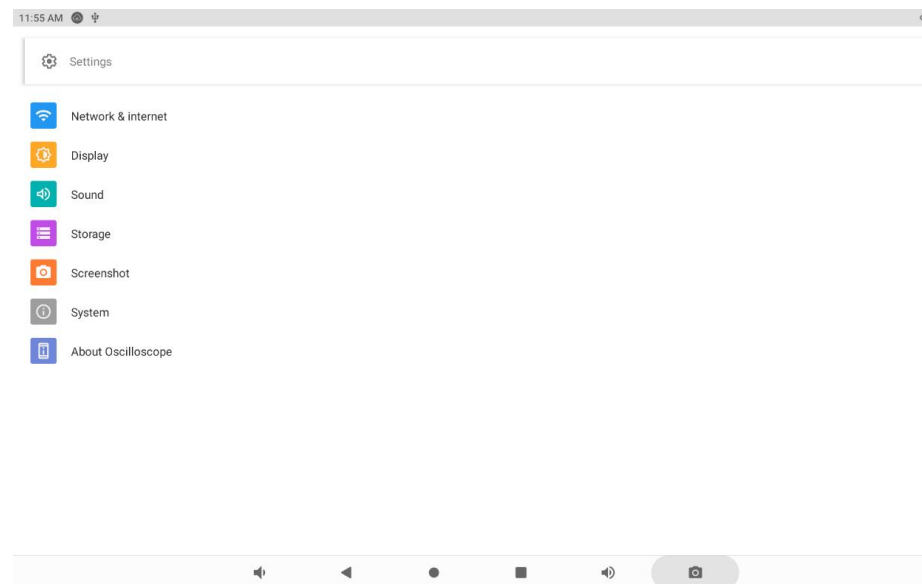 11:55 AM
Settings
Network & internet
Display
Sound
Storage
Screenshot
System
About Oscilloscope